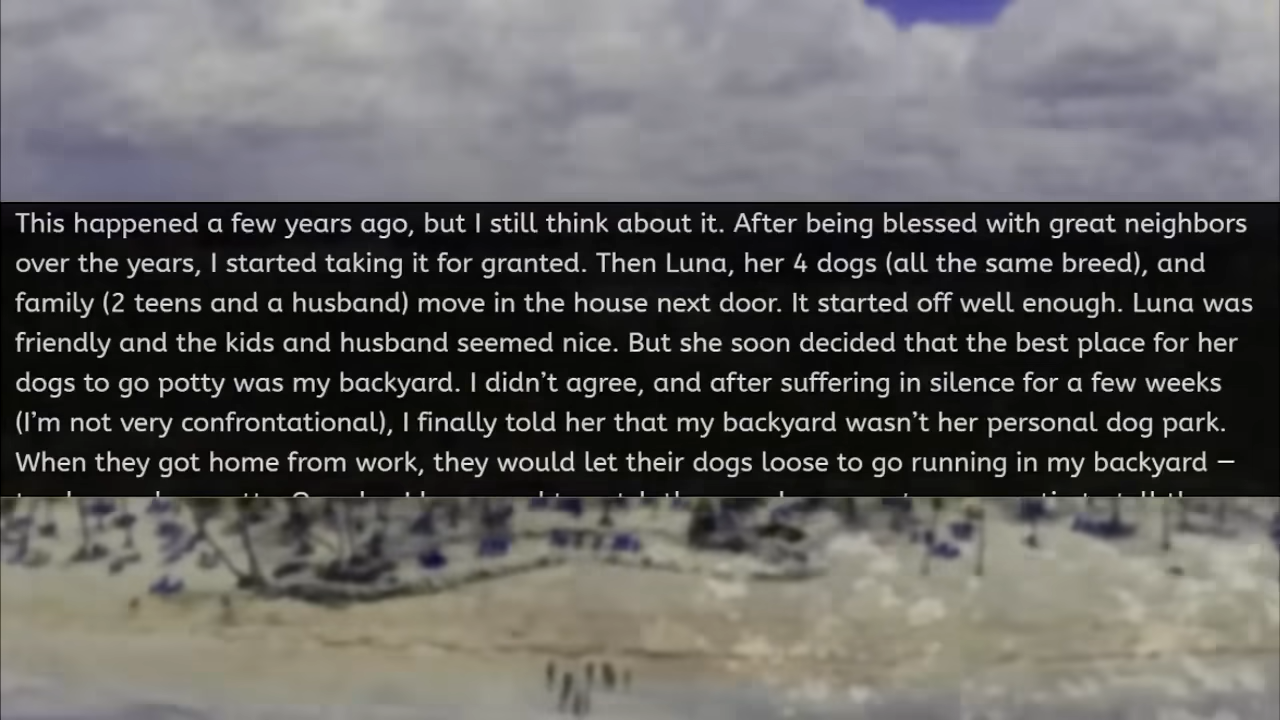 This happened a few years ago, but I still think about it. After being blessed with great neighbors
over the years, I started taking it for granted. Then Luna, her 4 dogs (all the same breed), and
family (2 teens and a husband) move in the house next door. It started off well enough. Luna was
friendly and the kids and husband seemed nice. But she soon decided that the best place for her
dogs to go potty was my backyard. I didn’t agree, and after suffering in silence for a few weeks
(I’m not very confrontational), I finally told her that my backyard wasn’t her personal dog park.
When they got home from work, they would let their dogs loose to go running in my backyard —